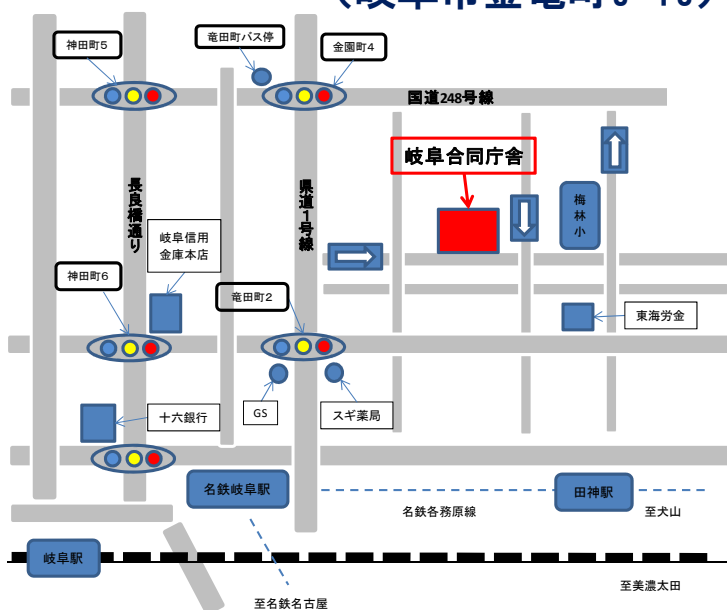 (岐阜市金竜町5-13)
神田町5
竜田町バス停
金園町4
国道248号線
岐阜合同庁舎
長良橋通り
県道1号線
梅林小
岐阜信用
金庫本店
神田町6
竜田町2
東海労金
GS
スギ薬局
十六銀行
名鉄岐阜駅
田神駅
名鉄各務原線
至犬山
岐阜駅
至美濃太田
至名鉄名古屋